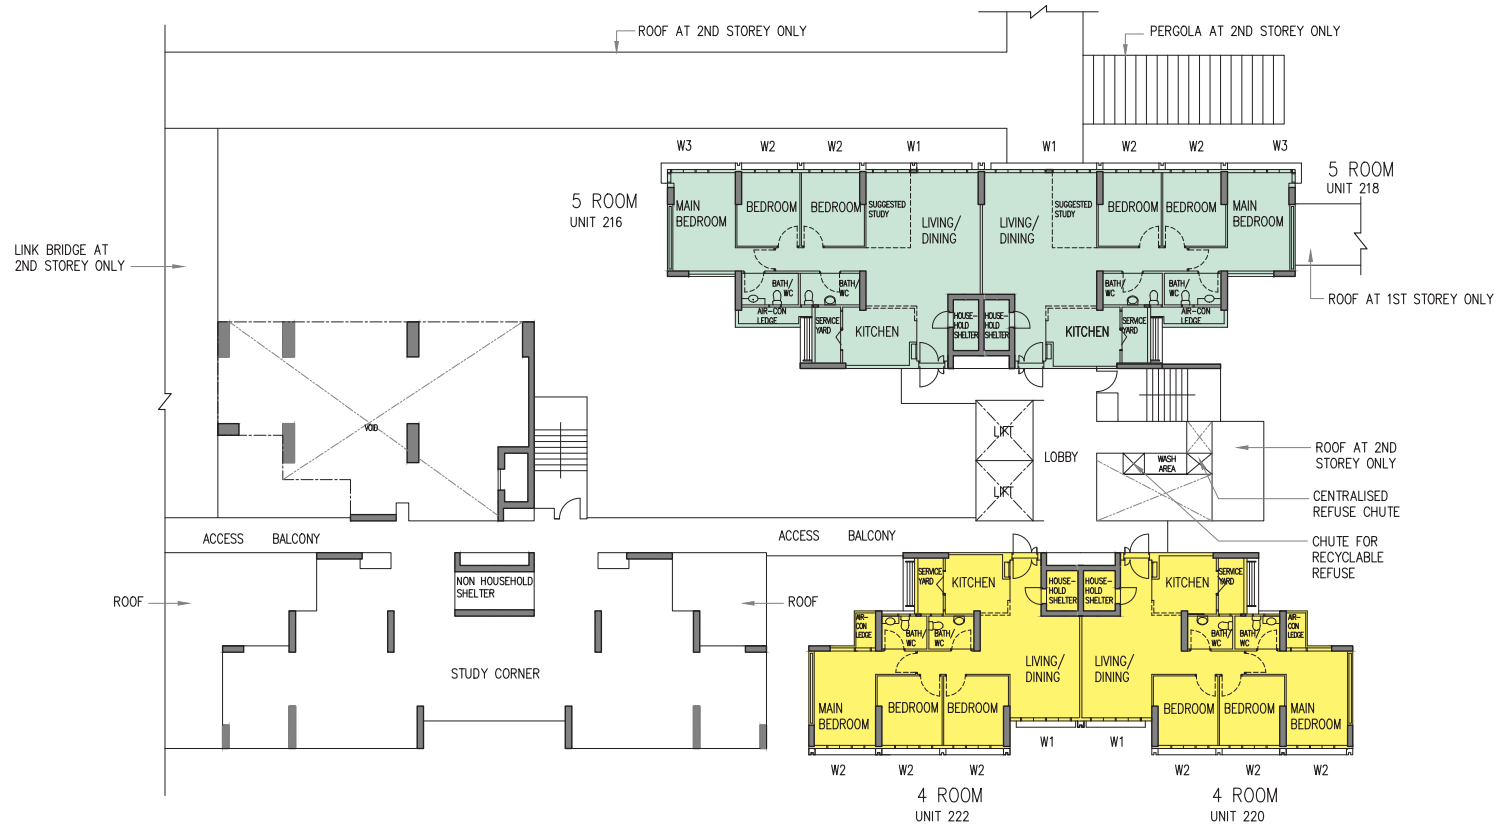 ROOF AT 2ND STOREY ONLY
PERGOLA AT 2ND STOREY ONLY
W3
W2
W2
W1
W1
W2
W2
W3
5 ROOM
UNIT 216
5 ROOM
UNIT 218
MAIN
BEDROOM
BEDROOM
BEDROOM
SUGGESTED
STUDY
LIVING/
DINING
LIVING/
DINING
SUGGESTED
STUDY
BEDROOM
BEDROOM
MAIN
BEDROOM
LINK BRIDGE AT
2ND STOREY ONLY
BATH/
WC
BATH/
WC
BATH/
WC
BATH/
WC
ROOF AT 1ST STOREY ONLY
AIR-CON
LEDGE
SERVICE
YARD
KITCHEN
HOUSE-
HOLD
SHELTER
HOUSE-
HOLD
SHELTER
KITCHEN
SERVICE
YARD
AIR-CON
LEDGE
VOID
LIFT
LIFT
LOBBY
WASH
AREA
ROOF AT 2ND
STOREY ONLY
CENTRALISED
REFUSE CHUTE
CHUTE FOR
RECYCLABLE
REFUSE
ACCESS BALCONY
ACCESS BALCONY
NON HOUSEHOLD
SHELTER
ROOF
ROOF
STUDY CORNER
SERVICE
YARD
KITCHEN
HOUSE-
HOLD
SHELTER
HOUSE-
HOLD
SHELTER
KITCHEN
SERVICE
YARD
AIR-
CON
LEDGE
BATH/
WC
BATH/
WC
BATH/
WC
BATH/
WC
AIR-
CON
LEDGE
LIVING/
DINING
LIVING/
DINING
MAIN
BEDROOM
BEDROOM
BEDROOM
BEDROOM
BEDROOM
MAIN
BEDROOM
W1
W1
W2
W2
W2
W2
W2
W2
4 ROOM
UNIT 222
4 ROOM
UNIT 220